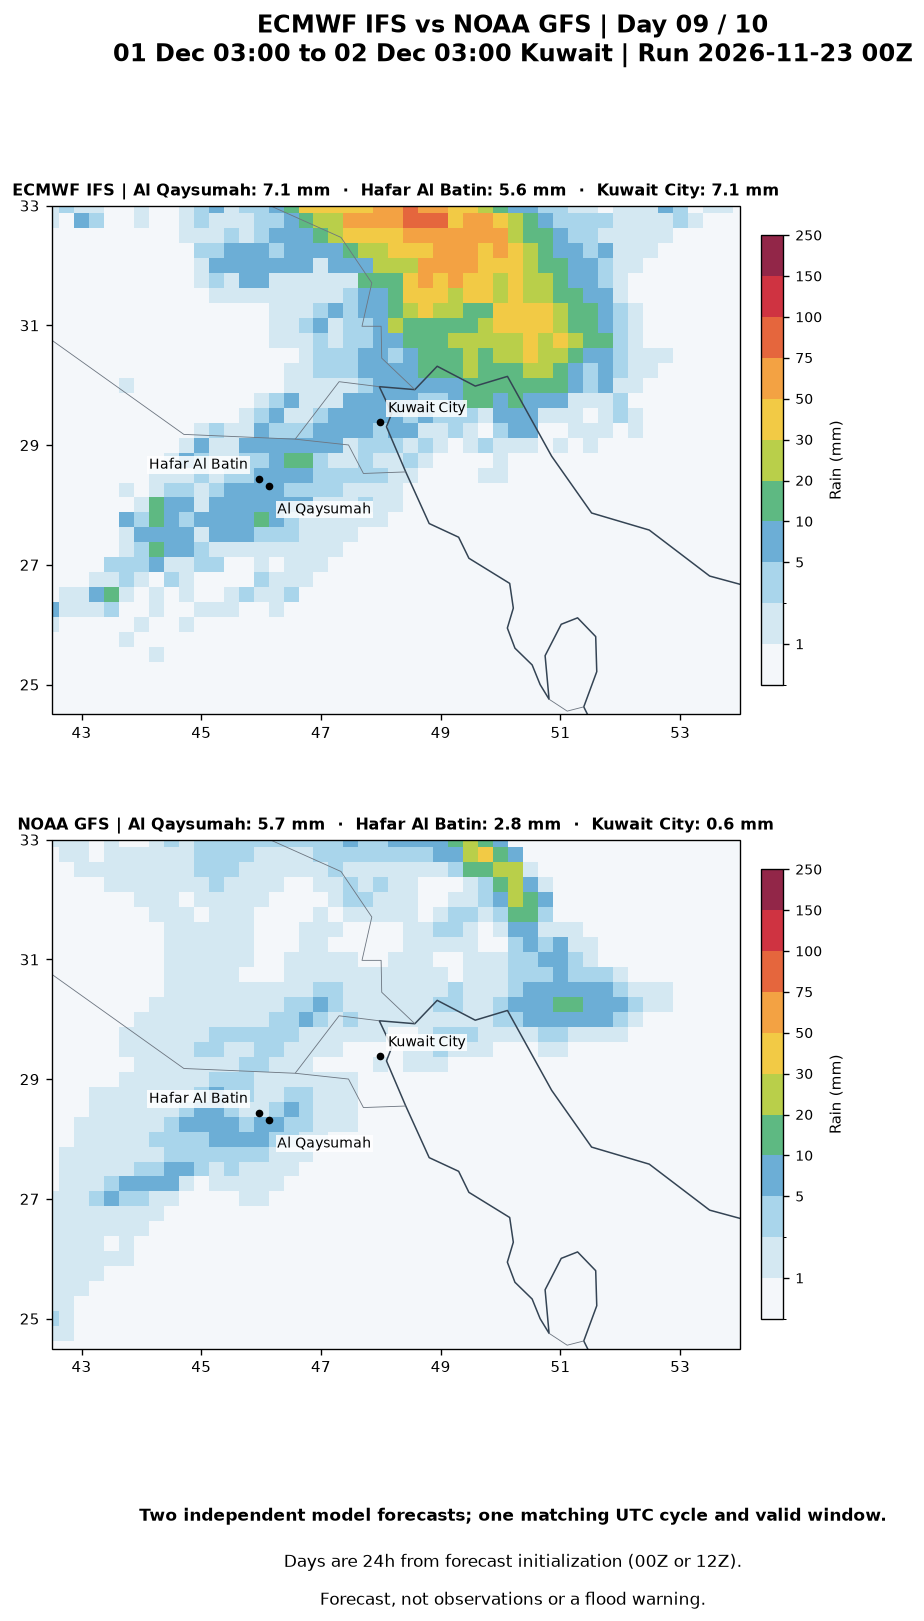 ECMWF IFS vs NOAA GFS | Day 09 / 10
01 Dec 03:00 to 02 Dec 03:00 Kuwait | Run 2026-11-23 00Z
ECMWF IFS | Al Qaysumah: 7.1 mm · Hafar Al Batin: 5.6 mm · Kuwait City: 7.1 mm
33
31
29
27
25
43
45
47
49
51
53
Kuwait City
Hafar Al Batin
Al Qaysumah
250
150
100
75
50
30
20
10
5
1
Rain (mm)
NOAA GFS | Al Qaysumah: 5.7 mm · Hafar Al Batin: 2.8 mm · Kuwait City: 0.6 mm
33
31
29
27
25
43
45
47
49
51
53
Kuwait City
Hafar Al Batin
Al Qaysumah
250
150
100
75
50
30
20
10
5
1
Rain (mm)
Two independent model forecasts; one matching UTC cycle and valid window.
Days are 24h from forecast initialization (00Z or 12Z).
Forecast, not observations or a flood warning.